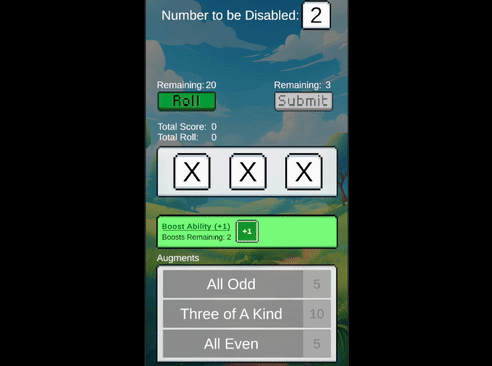 Number to be Disabled: 2
Remaining: 20 Remaining: 3
Roll Submit
Total Score: 0
Total Roll: 0
X X X
Boost Ability (+1)
Boosts Remaining: 2 +1
Augments
All Odd 5
Three of A Kind 10
All Even 5